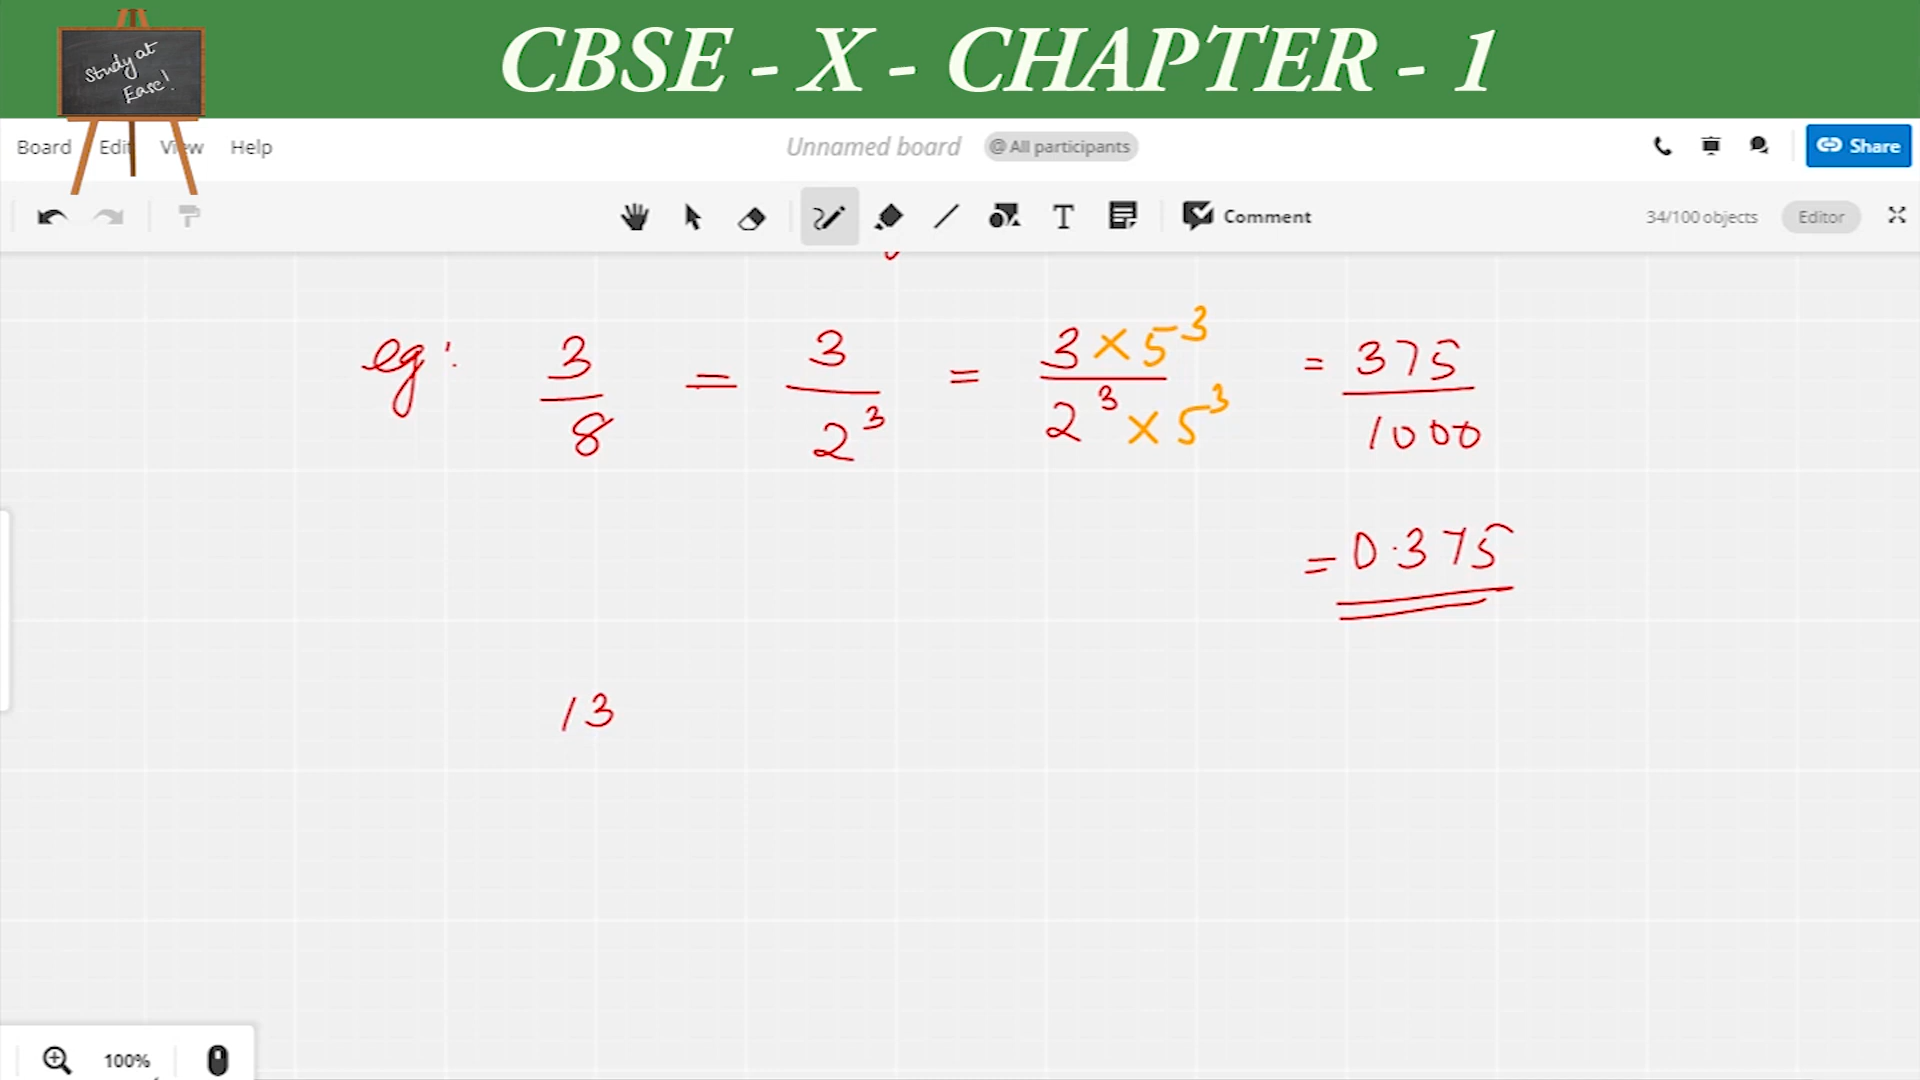 CBSE - X - CHAPTER - 1
Study at
Ease!
Board Edit View Help Unnamed board @ All participants Share
T Comment 34/100 objects Editor
eg: 3/8 = 3/2³ = 3 × 5³/2³ × 5³ = 375/1000
= 0.375
13
100%